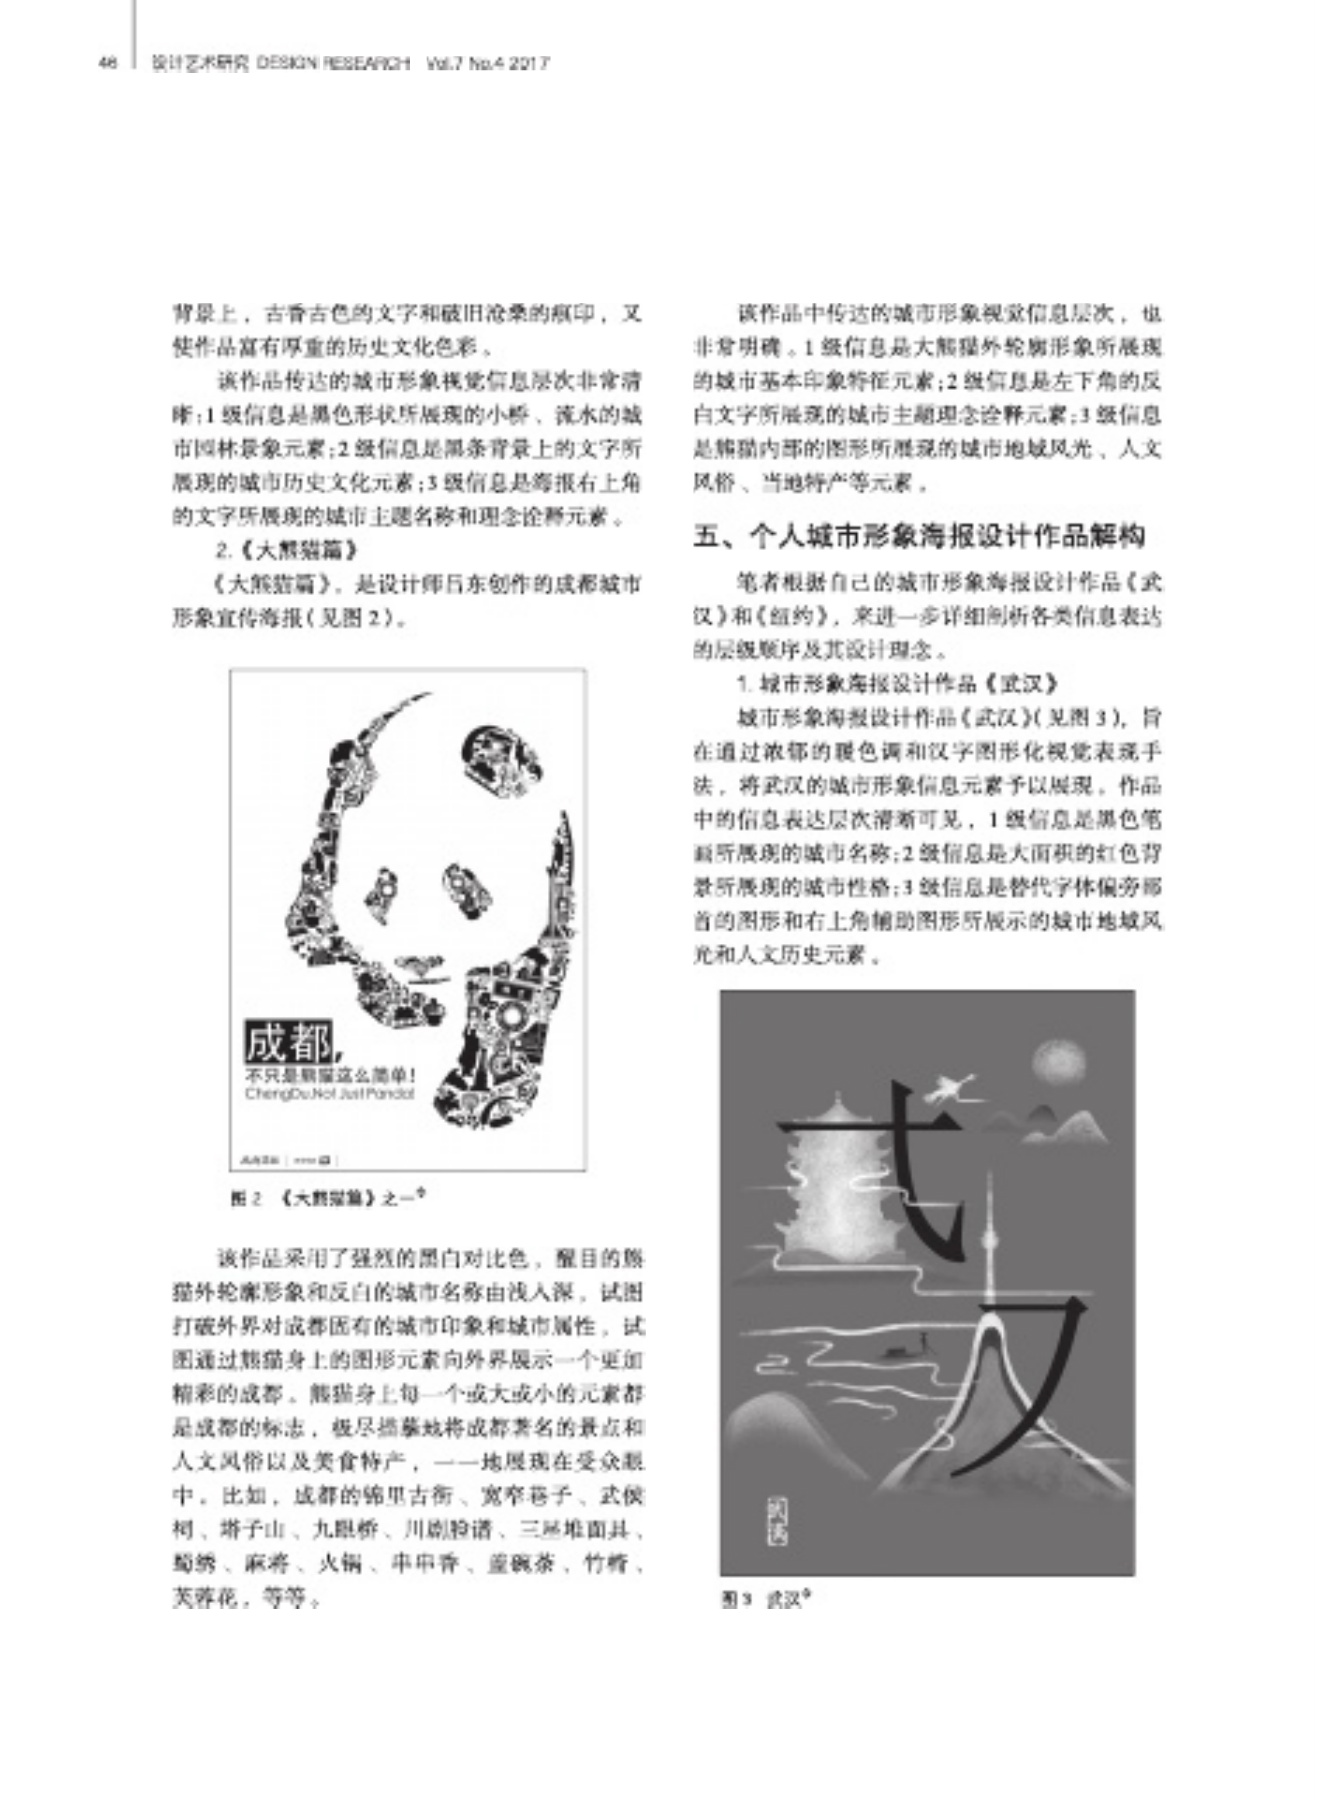 46
设计艺术研究 DESIGN RESEARCH Vol.7 No.4 2017
背景上，古香古色的文字和破旧沧桑的痕印，又
使作品富有厚重的历史文化色彩。
该作品传达的城市形象视觉信息层次非常清
晰；1 级信息是黑色形状所展现的小桥、流水的城
市园林景象元素；2 级信息是黑条背景上的文字所
展现的城市历史文化元素；3 级信息是海报右上角
的文字所展现的城市主题名称和理念诠释元素。
2.《大熊猫篇》
《大熊猫篇》，是设计师吕东创作的成都城市
形象宣传海报（见图 2）。
成都，
不只是熊猫这么简单！
ChengDu,Not Just Panda!
图 2 《大熊猫篇》之一
该作品采用了强烈的黑白对比色，醒目的熊
猫外轮廓形象和反白的城市名称由浅入深，试图
打破外界对成都固有的城市印象和城市属性，试
图通过熊猫身上的图形元素向外界展示一个更加
精彩的成都。熊猫身上每一个或大或小的元素都
是成都的标志，极尽描摹地将成都著名的景点和
人文风俗以及美食特产，一一地展现在受众眼
中。比如，成都的锦里古街、宽窄巷子、武侯
祠、塔子山、九眼桥、川剧脸谱、三星堆面具、
蜀绣、麻将、火锅、串串香、盖碗茶、竹椅、
芙蓉花，等等。
该作品中传达的城市形象视觉信息层次，也
非常明确。1 级信息是大熊猫外轮廓形象所展现
的城市基本印象特征元素；2 级信息是左下角的反
白文字所展现的城市主题理念诠释元素；3 级信息
是熊猫内部的图形所展现的城市地域风光、人文
风俗、当地特产等元素。
五、个人城市形象海报设计作品解构
笔者根据自己的城市形象海报设计作品《武
汉》和《纽约》，来进一步详细剖析各类信息表达
的层级顺序及其设计理念。
1. 城市形象海报设计作品《武汉》
城市形象海报设计作品《武汉》（见图 3），旨
在通过浓郁的暖色调和汉字图形化视觉表现手
法，将武汉的城市形象信息元素予以展现。作品
中的信息表达层次清晰可见，1 级信息是黑色笔
画所展现的城市名称；2 级信息是大面积的红色背
景所展现的城市性格；3 级信息是替代字体偏旁部
首的图形和右上角辅助图形所展示的城市地域风
光和人文历史元素。
图 3 武汉